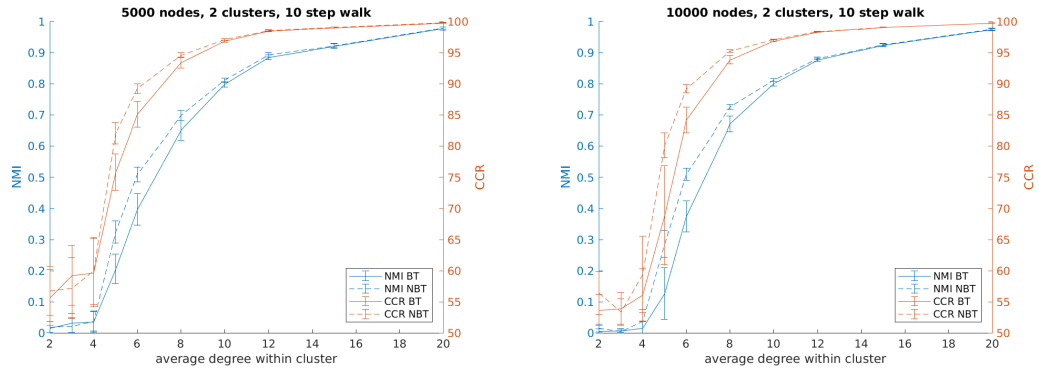 5000 nodes, 2 clusters, 10 step walk
1
0.9
0.8
0.7
0.6
0.5
0.4
0.3
0.2
0.1
0
NMI
100
95
90
85
80
75
70
65
60
55
50
CCR
NMI BT
NMI NBT
CCR BT
CCR NBT
2 4 6 8 10 12 14 16 18 20
average degree within cluster
10000 nodes, 2 clusters, 10 step walk
1
0.9
0.8
0.7
0.6
0.5
0.4
0.3
0.2
0.1
0
NMI
100
95
90
85
80
75
70
65
60
55
50
CCR
NMI BT
NMI NBT
CCR BT
CCR NBT
2 4 6 8 10 12 14 16 18 20
average degree within cluster